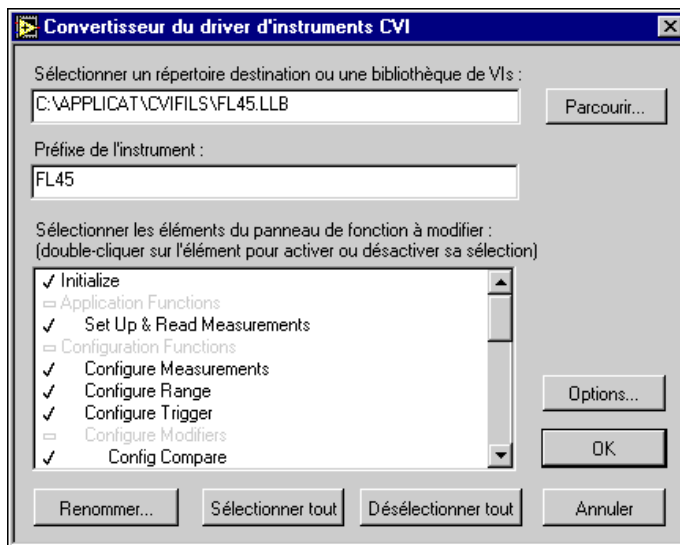 Convertisseur du driver d'instruments CVI
Sélectionner un répertoire destination ou une bibliothèque de VIs :
C:\APPLICAT\CVIFILS\FL45.LLB
Parcourir...
Préfixe de l'instrument :
FL45
Sélectionner les éléments du panneau de fonction à modifier :
(double-cliquer sur l'élément pour activer ou désactiver sa sélection)
Initialize
Application Functions
Set Up & Read Measurements
Configuration Functions
Configure Measurements
Configure Range
Configure Trigger
Configure Modifiers
Config Compare
Options...
OK
Renommer...
Sélectionner tout
Désélectionner tout
Annuler